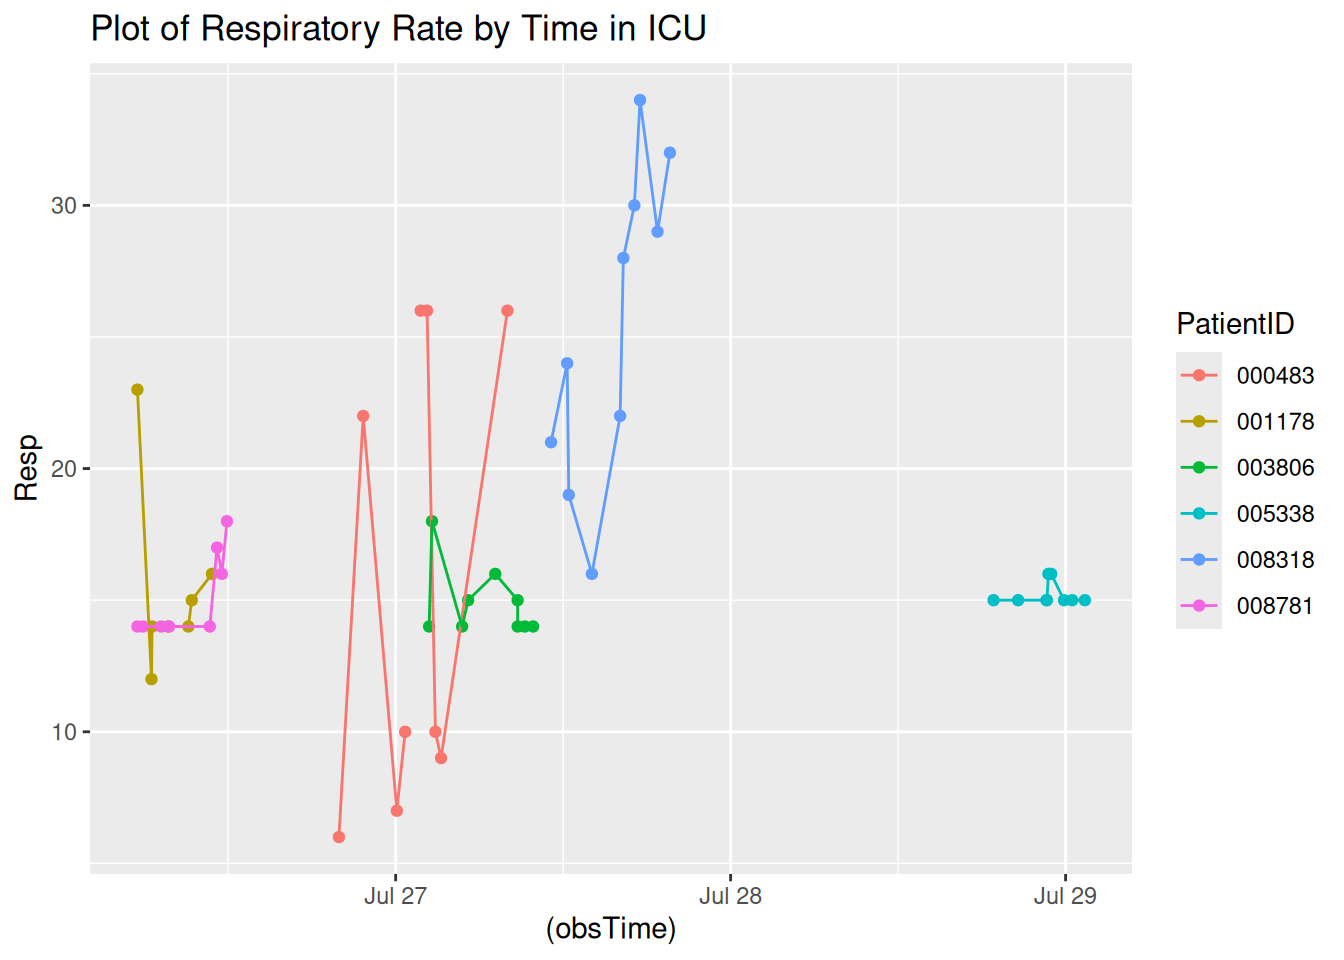 Plot of Respiratory Rate by Time in ICU
Resp
30
20
10
Jul 27
Jul 28
Jul 29
(obsTime)
PatientID
000483
001178
003806
005338
008318
008781